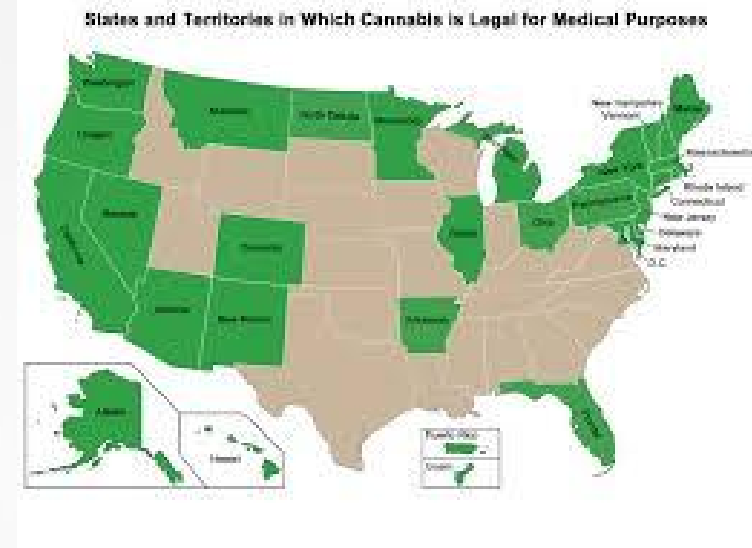 States and Territories in Which Cannabis is Legal for Medical Purposes
Washington
Montana
North Dakota
Minnesota
Oregon
New Hampshire
Vermont
Maine
Massachusetts
New York
Rhode Island
Connecticut
Pennsylvania
New Jersey
Delaware
Maryland
D.C.
Nevada
California
Colorado
Illinois
Ohio
Arizona
New Mexico
Arkansas
Florida
Alaska
Hawaii
Puerto Rico
Guam